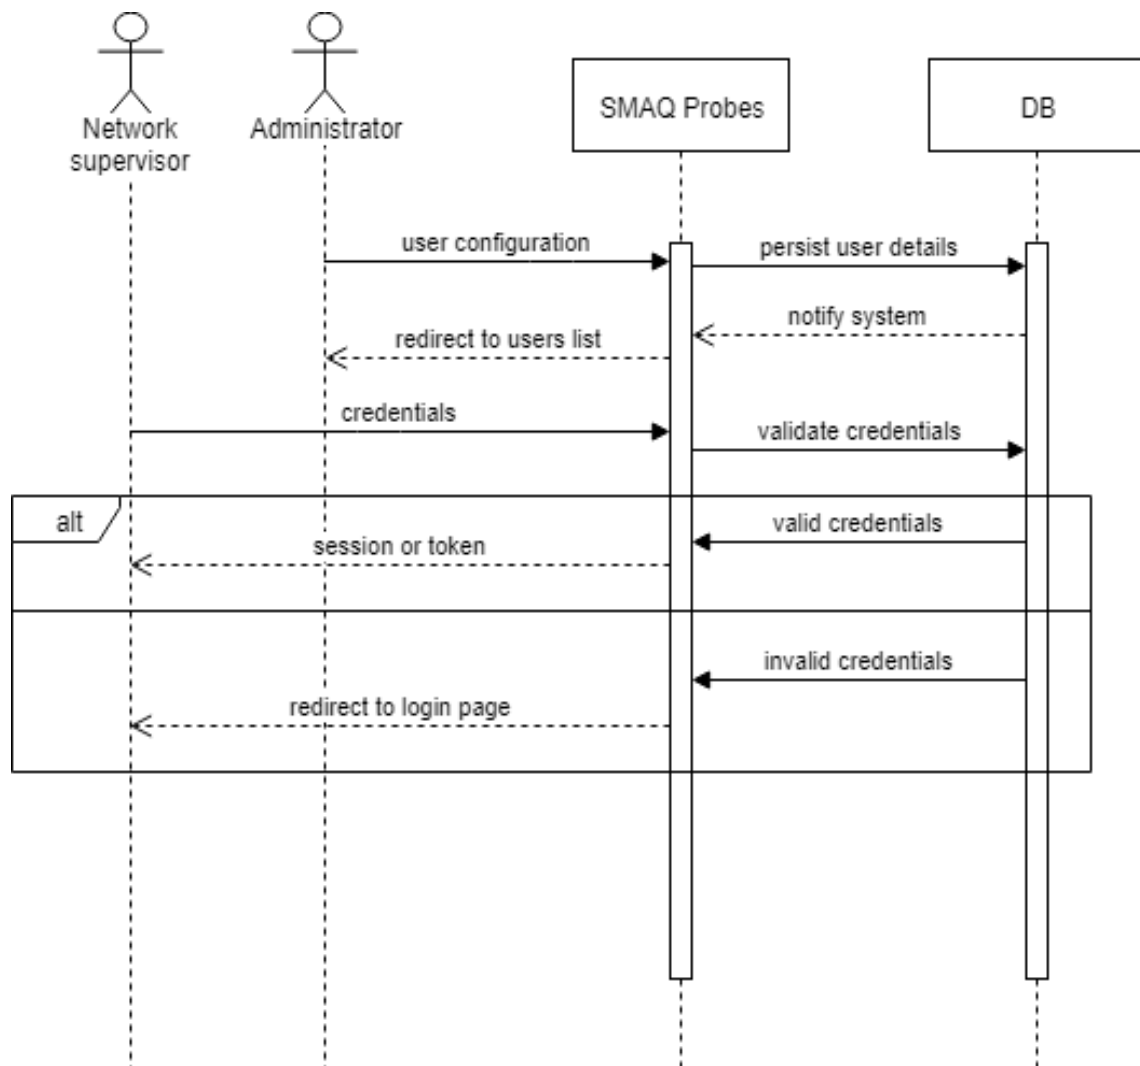 Network
supervisor
Administrator
SMAQ Probes
DB
user configuration
persist user details
notify system
redirect to users list
credentials
validate credentials
alt
valid credentials
session or token
invalid credentials
redirect to login page